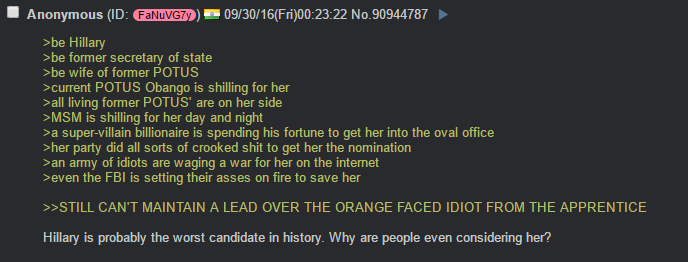 Anonymous (ID: FaNuVG7y) 09/30/16(Fri)00:23:22 No.90944787
>be Hillary
>be former secretary of state
>be wife of former POTUS
>current POTUS Obango is shilling for her
>all living former POTUS' are on her side
>MSM is shilling for her day and night
>a super-villain billionaire is spending his fortune to get her into the oval office
>her party did all sorts of crooked shit to get her the nomination
>an army of idiots are waging a war for her on the internet
>even the FBI is setting their asses on fire to save her
>>STILL CAN'T MAINTAIN A LEAD OVER THE ORANGE FACED IDIOT FROM THE APPRENTICE
Hillary is probably the worst candidate in history. Why are people even considering her?